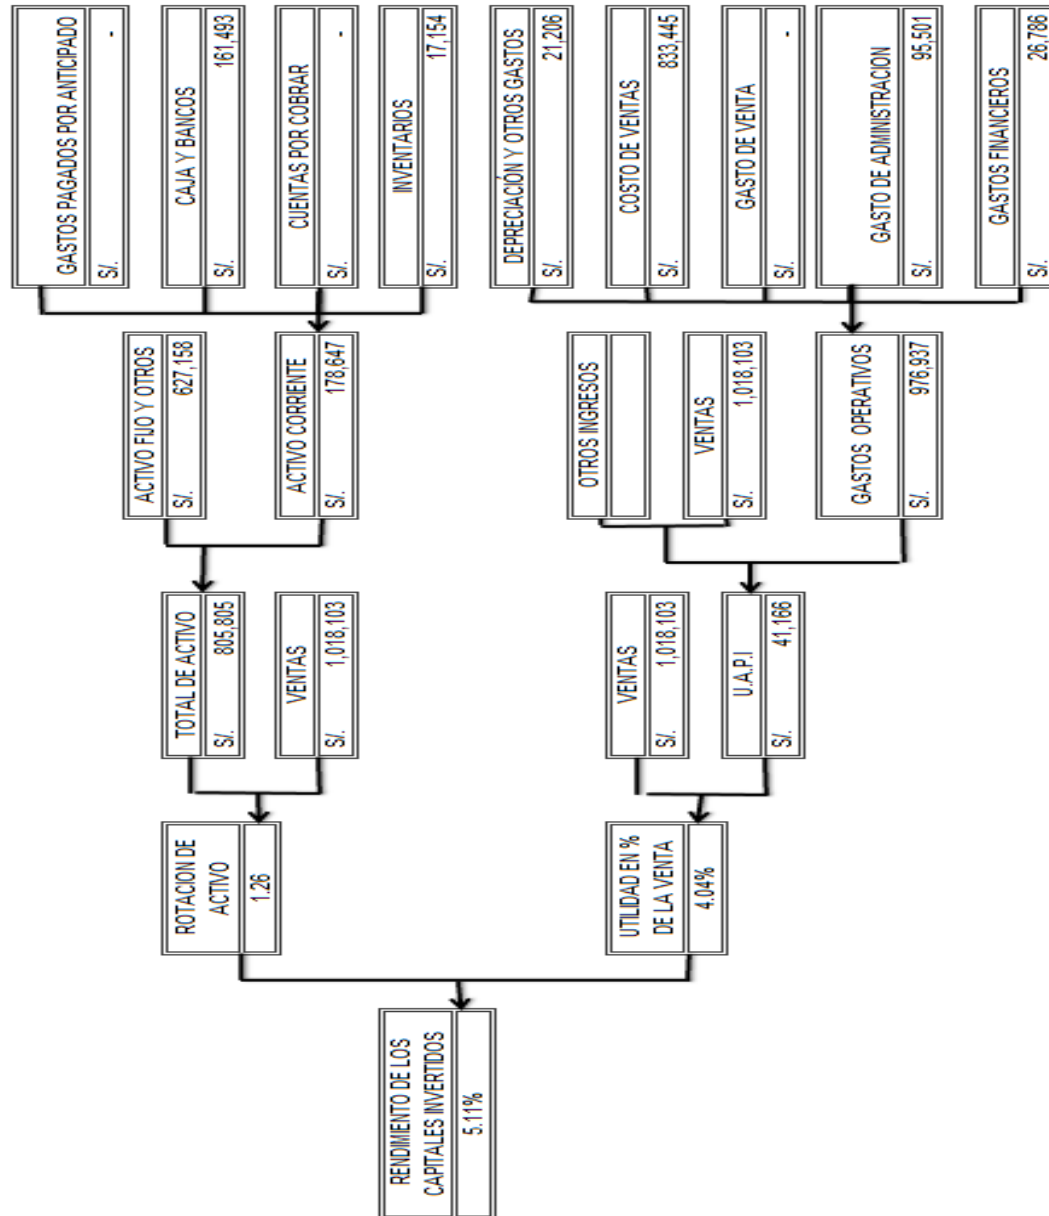 GASTOS PAGADOS POR ANTICIPADO
S/. -
CAJA Y BANCOS
S/. 161,493
CUENTAS POR COBRAR
S/. -
INVENTARIOS
S/. 17,154
DEPRECIACIÓN Y OTROS GASTOS
S/. 21,206
COSTO DE VENTAS
S/. 833,445
GASTO DE VENTA
S/. -
GASTO DE ADMINISTRACION
S/. 95,501
GASTOS FINANCIEROS
S/. 26,786
ACTIVO FIJO Y OTROS
S/. 627,158
ACTIVO CORRIENTE
S/. 178,647
OTROS INGRESOS
VENTAS
S/. 1,018,103
GASTOS OPERATIVOS
S/. 976,937
TOTAL DE ACTIVO
S/. 805,805
VENTAS
S/. 1,018,103
VENTAS
S/. 1,018,103
U.A.P.I
S/. 41,166
ROTACION DE
ACTIVO
1.26
UTILIDAD EN %
DE LA VENTA
4.04%
RENDIMIENTO DE LOS
CAPITALES INVERTIDOS
5.11%